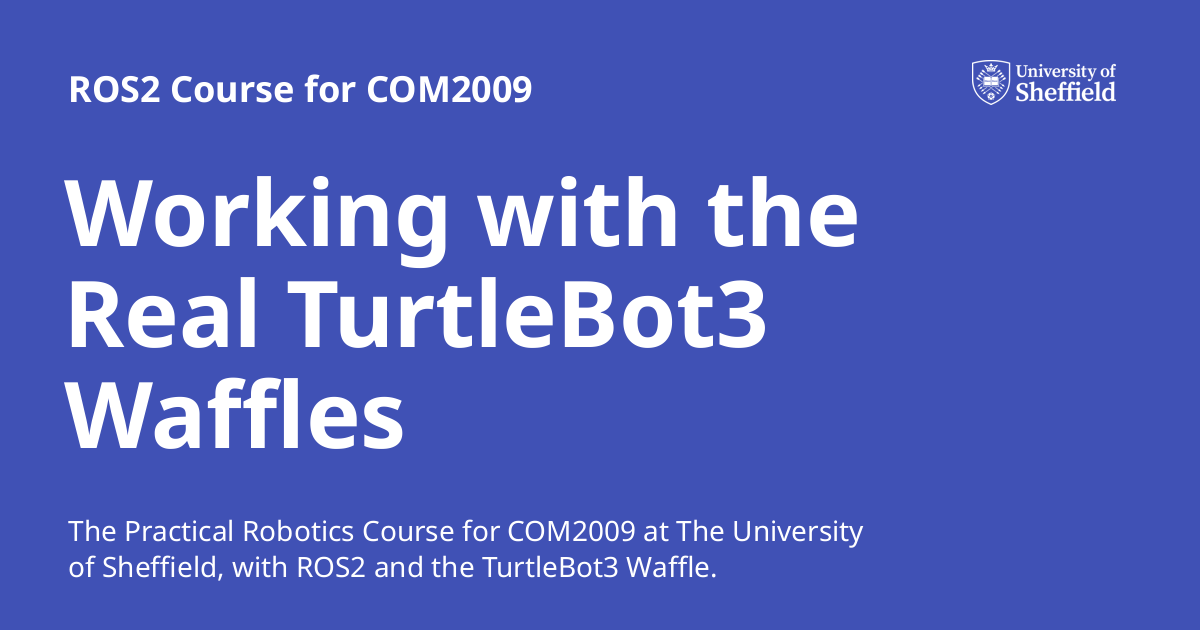 ROS2 Course for COM2009
University of
Sheffield
Working with the
Real TurtleBot3
Waffles
The Practical Robotics Course for COM2009 at The University
of Sheffield, with ROS2 and the TurtleBot3 Waffle.